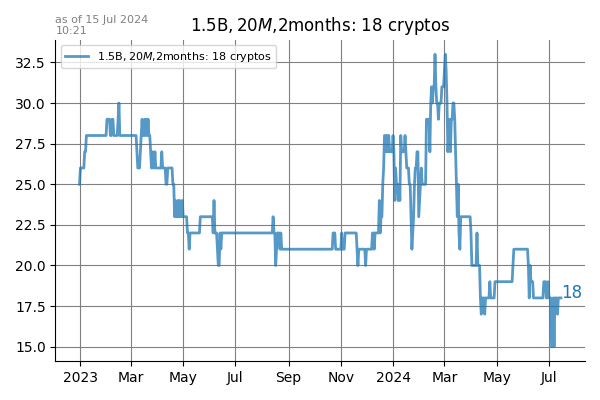 as of 15 Jul 2024
10:21
1.5B, 20M,2months: 18 cryptos
1.5B, 20M,2months: 18 cryptos
32.5
30.0
27.5
25.0
22.5
20.0
17.5
15.0
18
2023 Mar May Jul Sep Nov 2024 Mar May Jul